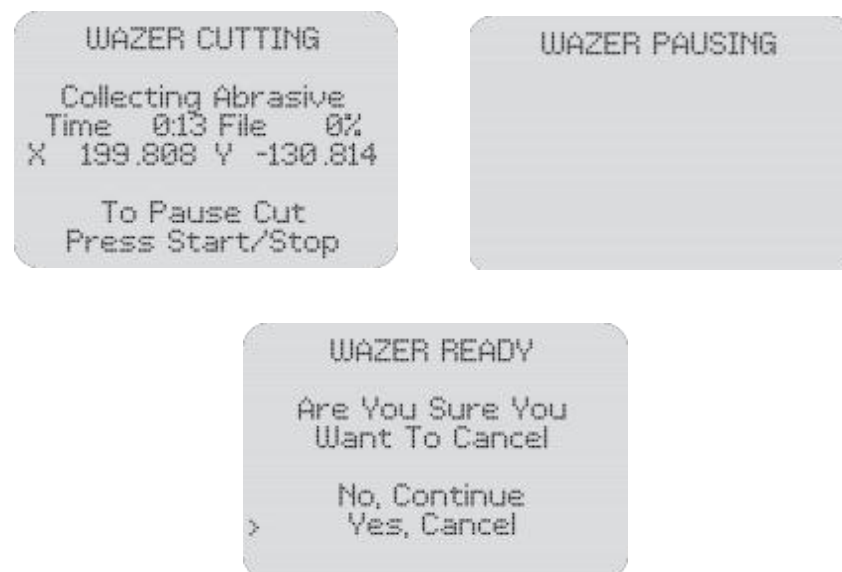 WAZER CUTTING
Collecting Abrasive
Time 0:13 File 0%
X 199.808 Y -130.814
To Pause Cut
Press Start/Stop
WAZER PAUSING
WAZER READY
Are You Sure You
Want To Cancel
No, Continue
> Yes, Cancel